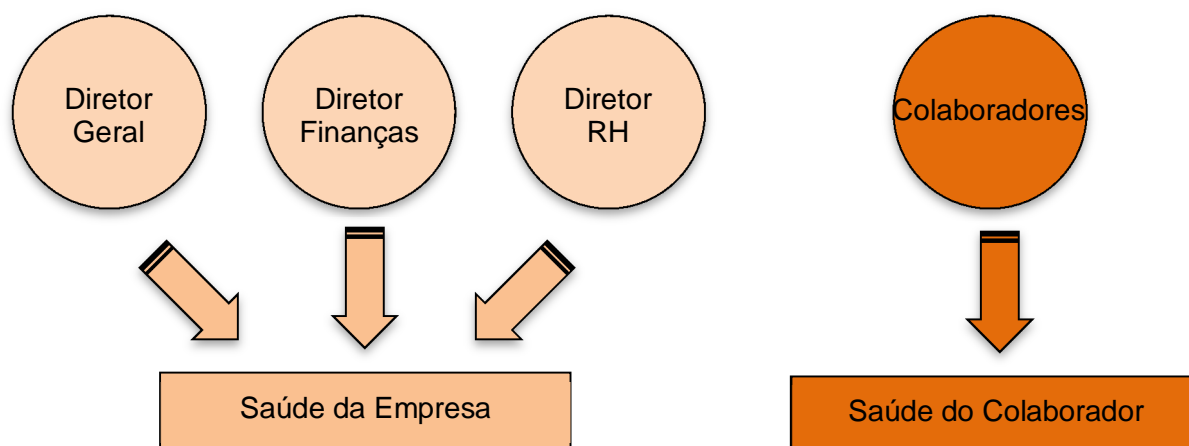 Diretor
Geral
Diretor
Finanças
Diretor
RH
Colaboradores
Saúde da Empresa
Saúde do Colaborador